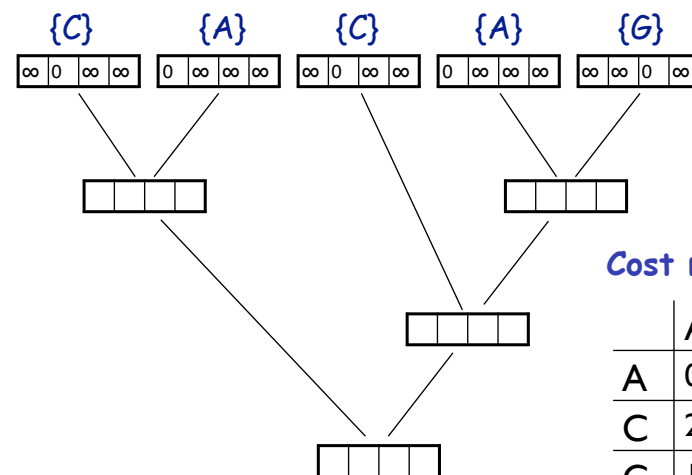 {C} {A} {C} {A} {G}
∞ 0 ∞ ∞ 0 ∞ ∞ ∞ ∞ 0 ∞ ∞ 0 ∞ ∞ ∞ ∞ ∞ 0 ∞
Cost
A 0
C 2